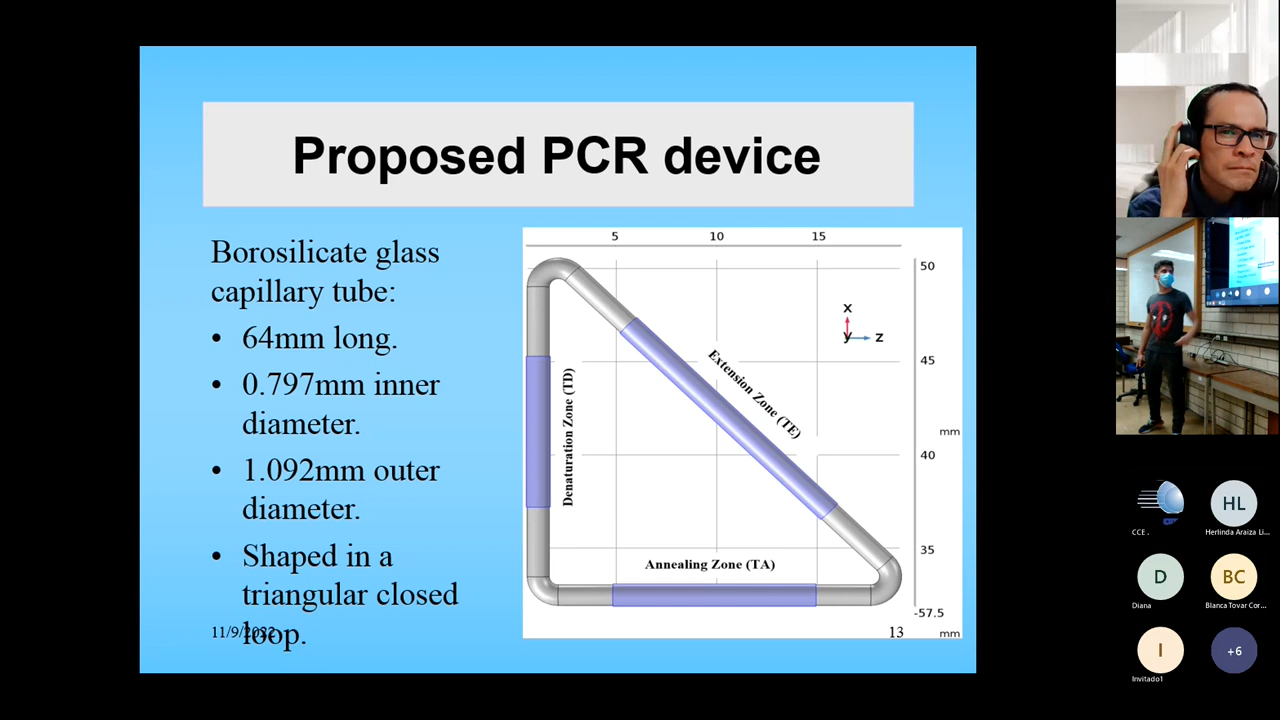 Proposed PCR device
Borosilicate glass
capillary tube:
• 64mm long.
• 0.797mm inner
diameter.
• 1.092mm outer
diameter.
• Shaped in a
triangular closed
loop.
11/9/2022
5 10 15
50
x
y z
45
Extension Zone (TE)
Denaturation Zone (TD)
mm
40
35
Annealing Zone (TA)
-57.5
13
mm
CCE .
HL
Herlinda Araiza Li...
D
Diana
BC
Blanca Tovar Cor...
I
Invitado1
+6